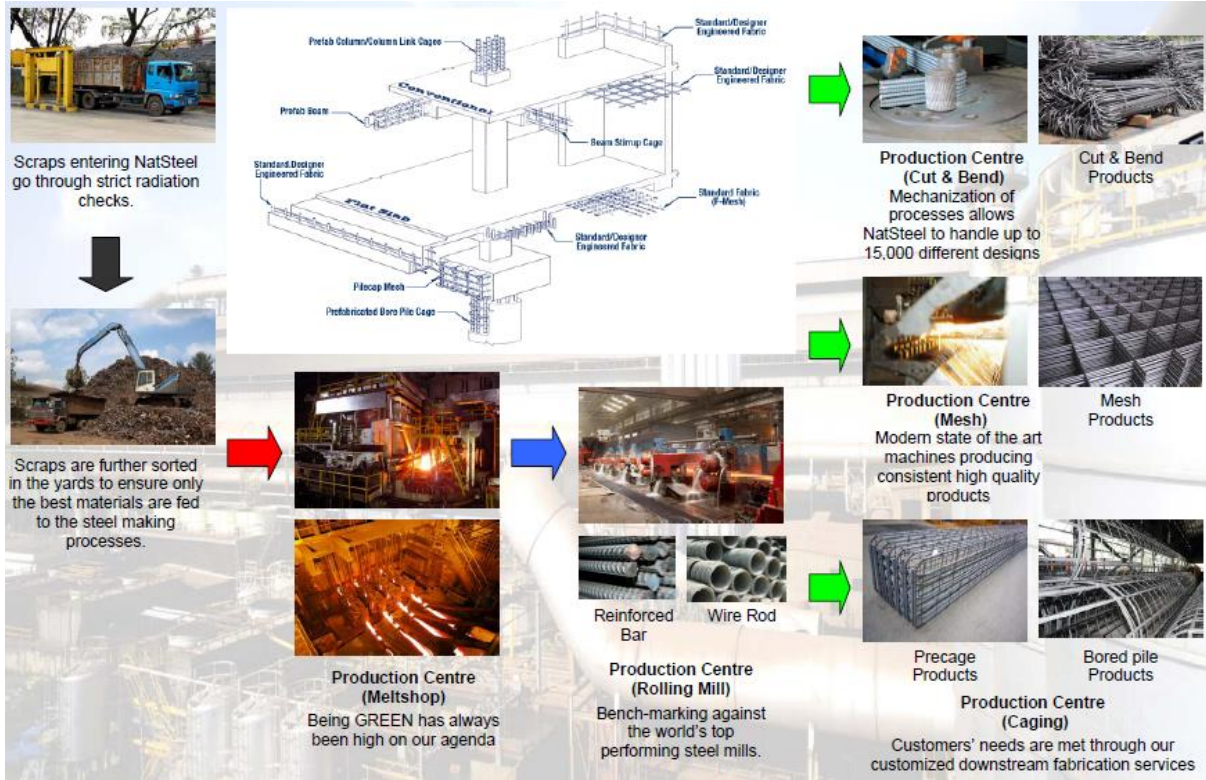 Scraps entering NatSteel
go through strict radiation
checks.
Scraps are further sorted
in the yards to ensure only
the best materials are fed
to the steel making
processes.
Prefab Column/Column Link Cages
Standard/Designer
Engineered Fabric
Standard/Designer
Engineered Fabric
Conventional
Prefab Beam
Beam Stirrup Cage
Standard/Designer
Engineered Fabric
Standard Fabric
(F-Mesh)
Flat Slab
Standard/Designer
Engineered Fabric
Pilecap Mesh
Prefabricated Bore Pile Cage
Production Centre
(Meltshop)
Being GREEN has always
been high on our agenda
Reinforced
Bar
Wire Rod
Production Centre
(Rolling Mill)
Bench-marking against
the world's top
performing steel mills.
Production Centre
(Cut & Bend)
Mechanization of
processes allows
NatSteel to handle up to
15,000 different designs
Cut & Bend
Products
Production Centre
(Mesh)
Modern state of the art
machines producing
consistent high quality
products
Mesh
Products
Precage
Products
Bored pile
Products
Production Centre
(Caging)
Customers' needs are met through our
customized downstream fabrication services